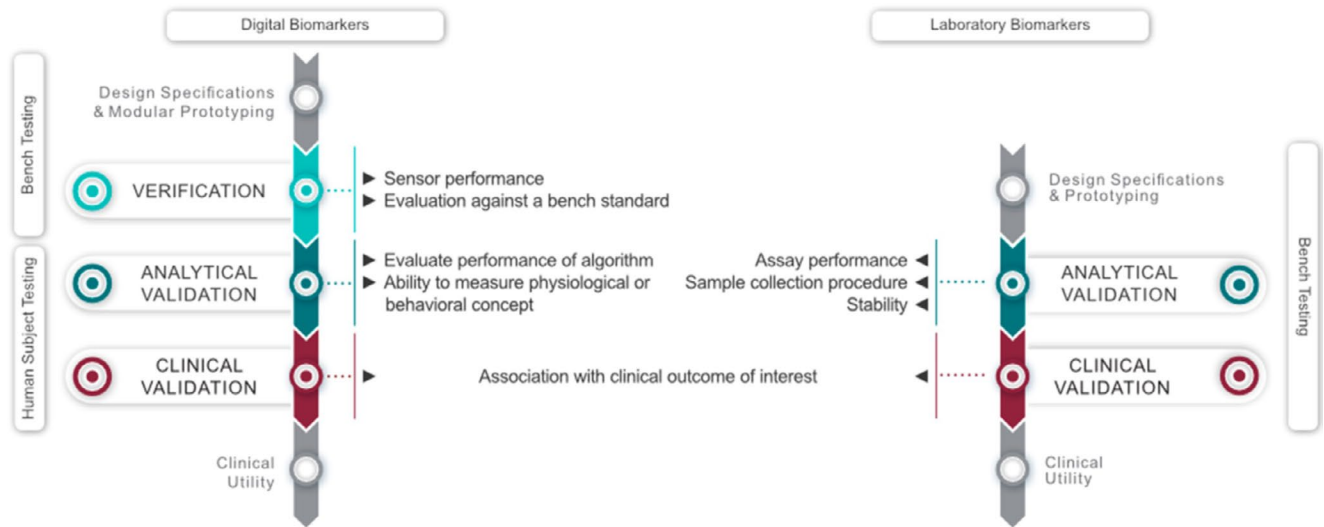 Digital Biomarkers
Laboratory Biomarkers
Bench Testing
Design Specifications
& Modular Prototyping
VERIFICATION
Sensor performance
Evaluation against a bench standard
Design Specifications
& Prototyping
Human Subject Testing
ANALYTICAL
VALIDATION
Evaluate performance of algorithm
Ability to measure physiological or
behavioral concept
Assay performance
Sample collection procedure
Stability
ANALYTICAL
VALIDATION
Bench Testing
CLINICAL
VALIDATION
Association with clinical outcome of interest
CLINICAL
VALIDATION
Clinical
Utility
Clinical
Utility